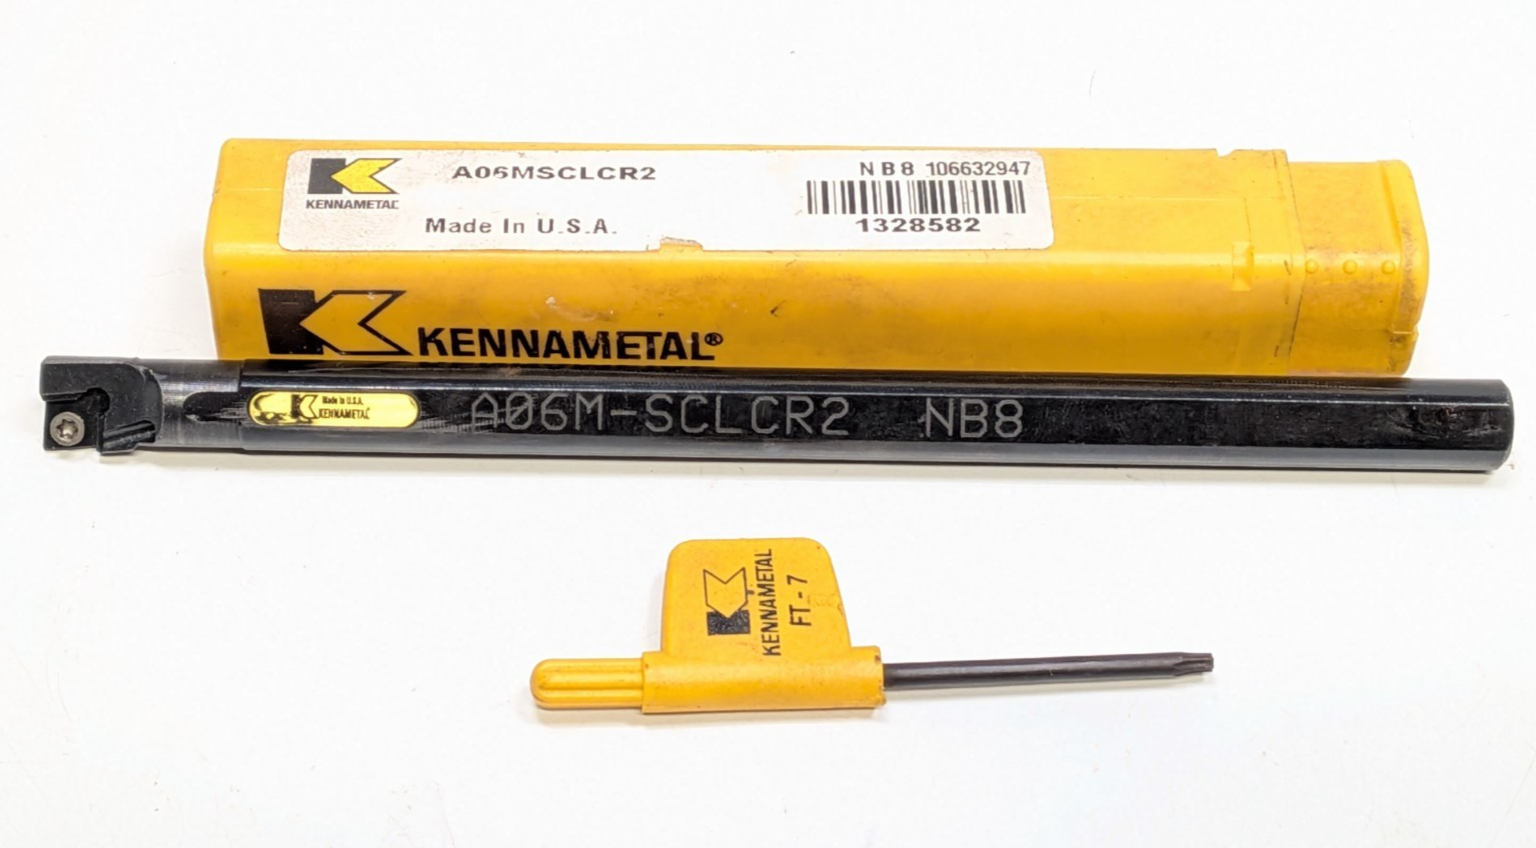 A06MSCLCR2
NB8 106632947
KENNAMETAL
Made In U.S.A.
1328582
KENNAMETAL®
Made in U.S.A.
KENNAMETAL
A06M-SCLCR2 NB8
KENNAMETAL
FT-7